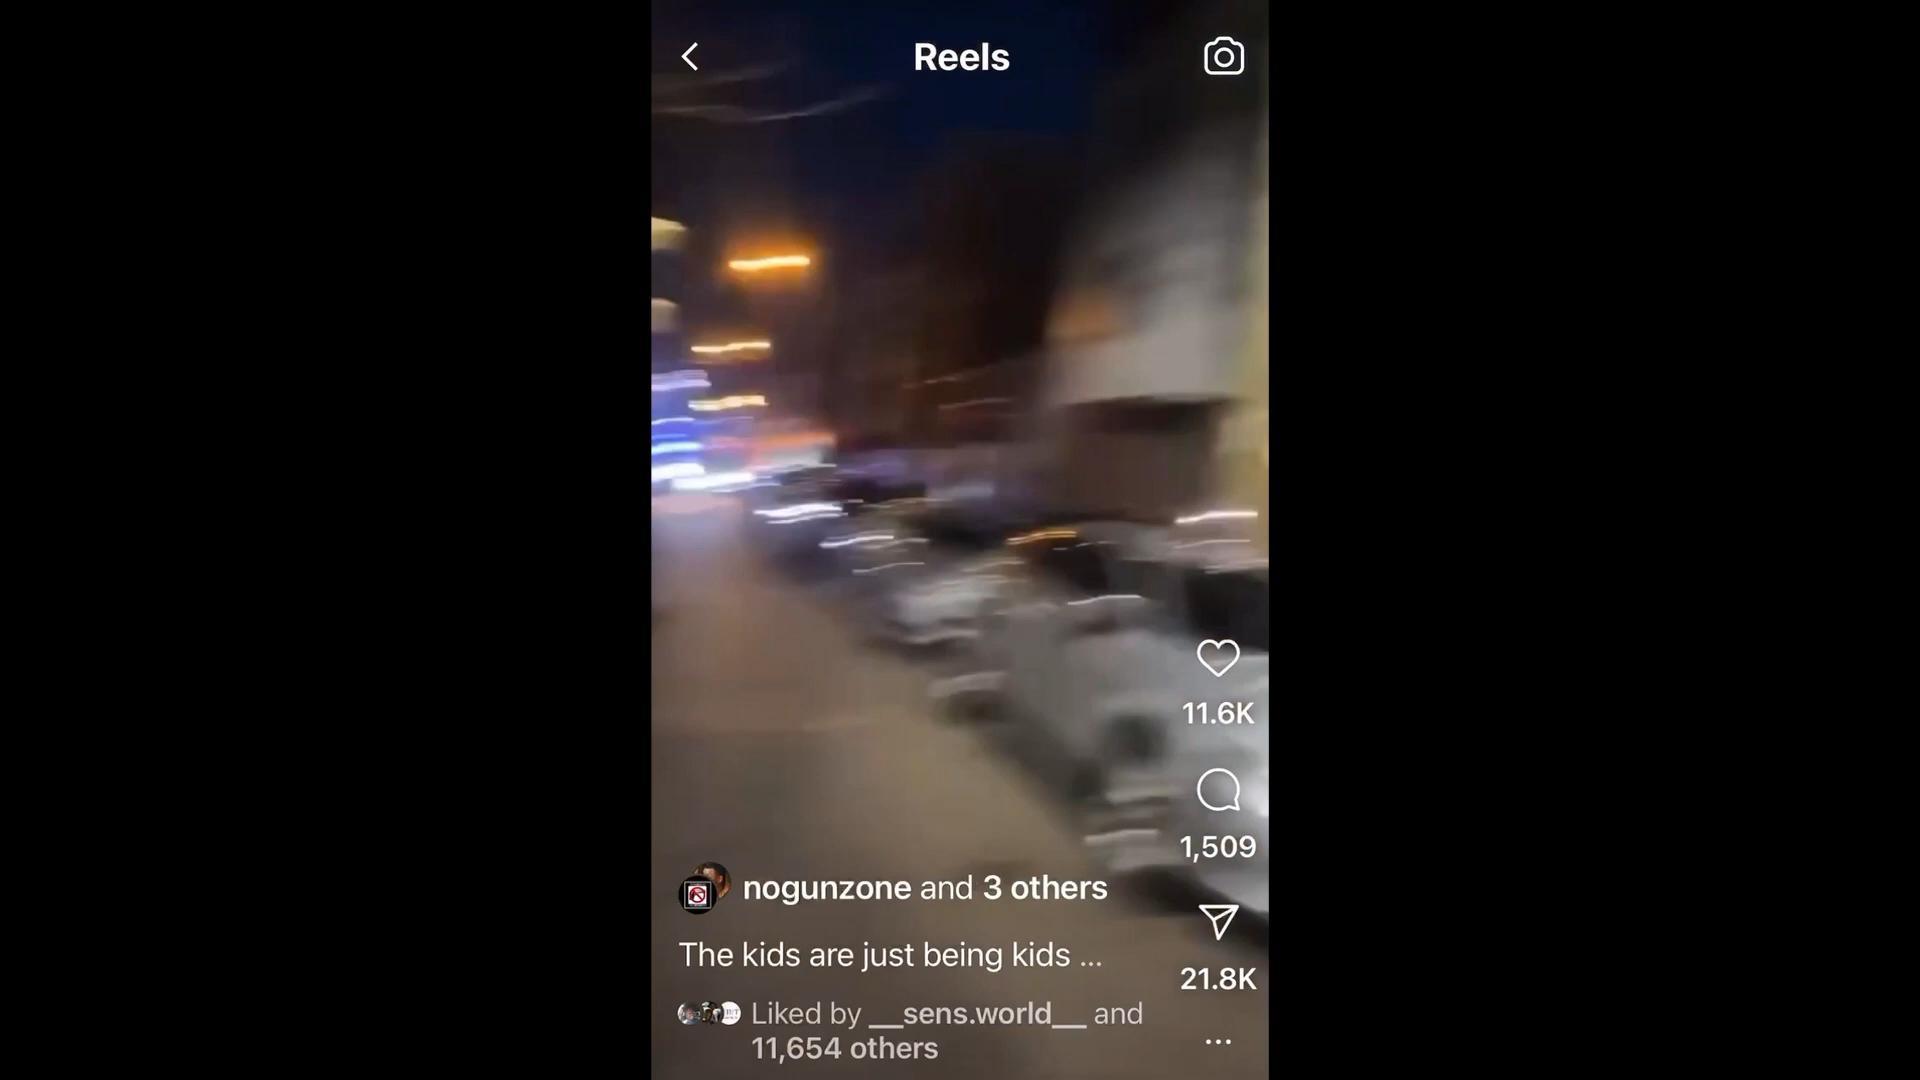 Reels
11.6K
1,509
nogunzone and 3 others
The kids are just being kids ...
21.8K
Liked by __sens.world__ and
11,654 others